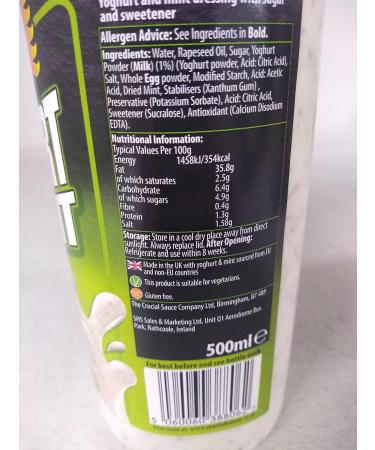 Yoghurt and mint dressing with sugar
and sweetener
Allergen Advice: See Ingredients in Bold.
Ingredients: Water, Rapeseed Oil, Sugar, Yoghurt
Powder (Milk) (1%) (Yoghurt powder, Acid: Citric Acid),
Salt, Whole Egg powder, Modified Starch, Acid: Acetic
Acid, Dried Mint, Stabilisers (Xanthum Gum) ,
Preservative (Potassium Sorbate), Acid: Citric Acid,
Sweetener (Sucralose), Antioxidant (Calcium Disodium
EDTA).
Nutritional Information:
Typical Values Per 100g
Energy 1458kJ/354kcal
Fat 35.8g
of which saturates 2.5g
Carbohydrate 6.4g
of which sugars 4.9g
Fibre 0.4g
Protein 1.3g
Salt 1.58g
Storage: Store in a cool dry place away from direct
sunlight. Always replace lid. After Opening:
Refrigerate and use within 8 weeks.
Made in the UK with yoghurt & mint sourced from EU
and non-EU countries
V This product is suitable for vegetarians.
Gluten free.
The Crucial Sauce Company Ltd, Birmingham, B7 4BP
SHS Sales & Marketing Ltd, Unit Q1 Aerodrome Bus.
Park, Rathcoole, Ireland
500ml e
For best before end see bottle neck
5 060060 38806